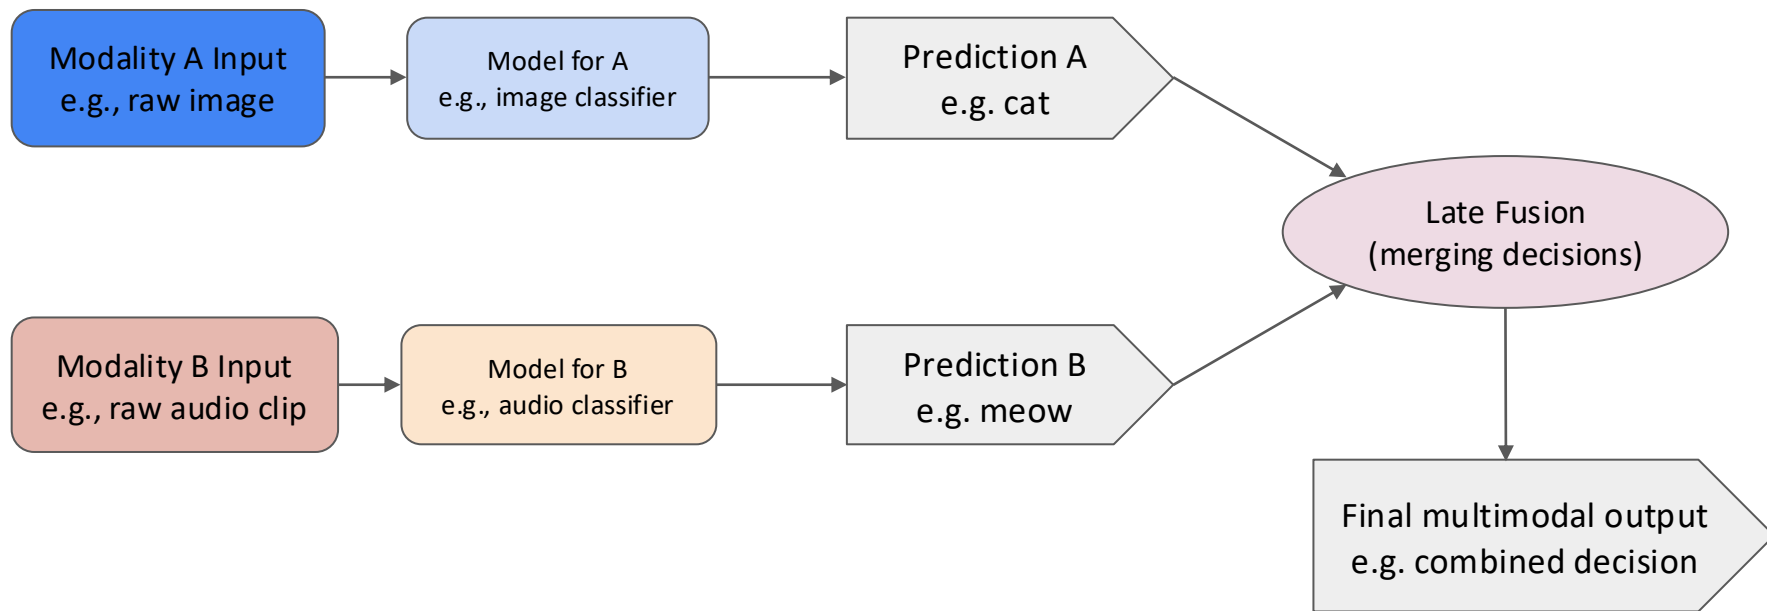 Modality A Input
e.g., raw image
Model for A
e.g., image classifier
Prediction A
e.g. cat
Late Fusion
(merging decisions)
Modality B Input
e.g., raw audio clip
Model for B
e.g., audio classifier
Prediction B
e.g. meow
Final multimodal output
e.g. combined decision